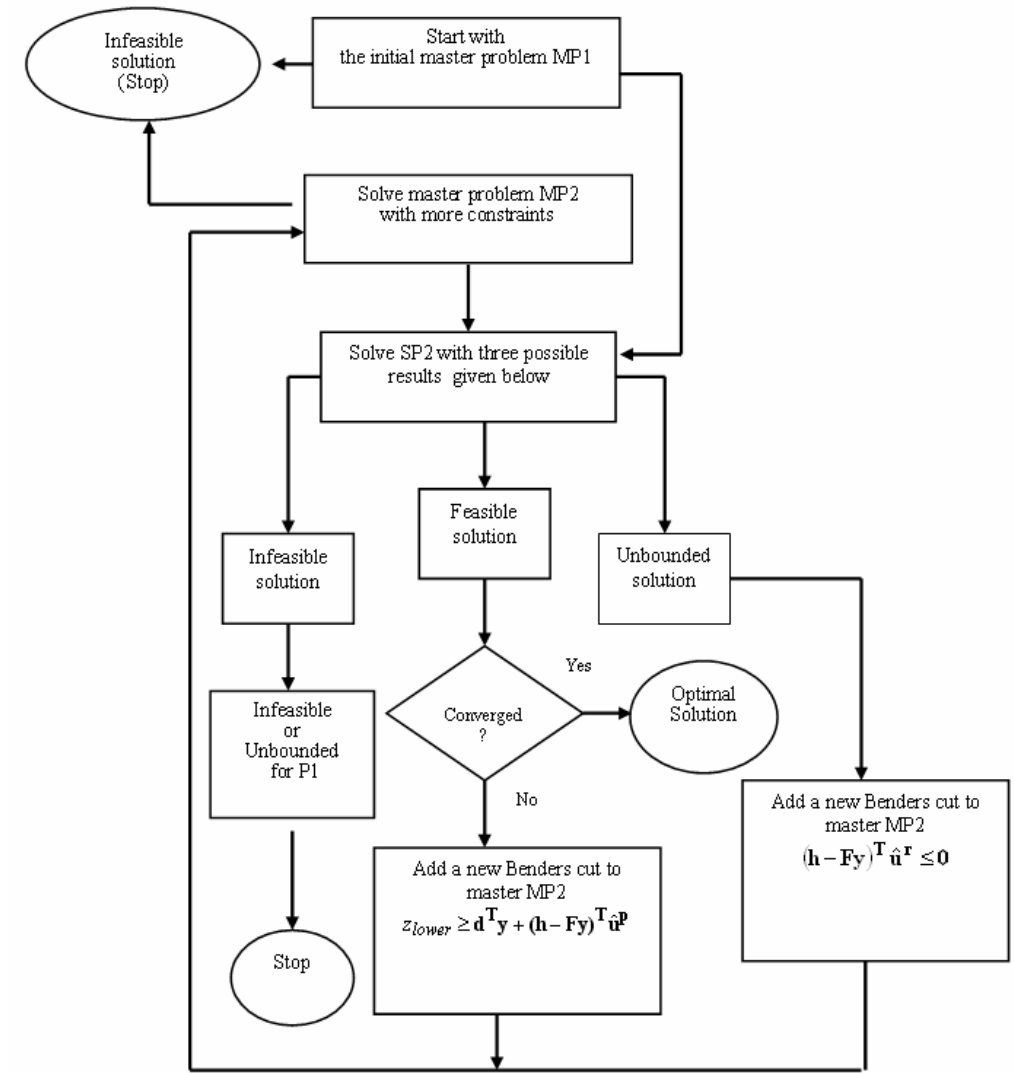 Infeasible
solution
(Stop)
Start with
the initial master problem MP1
Solve master problem MP2
with more constraints
Solve SP2 with three possible
results given below
Infeasible
solution
Feasible
solution
Unbounded
solution
Infeasible
or
Unbounded
for P1
Converged
?
Yes
Optimal
Solution
No
Stop
Add a new Benders cut to
master MP2
z_lower ≥ d^T y + (h – Fy)^T û^p
Add a new Benders cut to
master MP2
(h – Fy)^T û^r ≤ 0